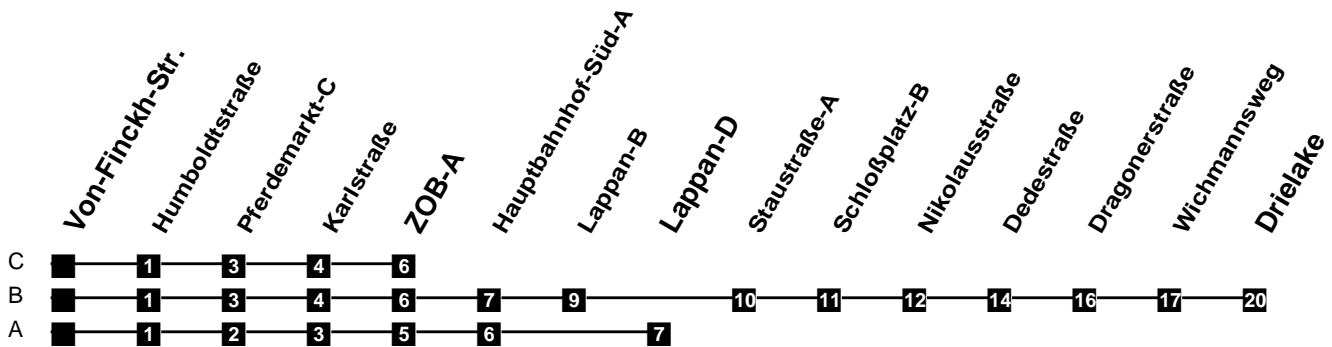 Von-Finckh-Str.
Humboldtstraße
Pferdemarkt-C
Karlstraße
ZOB-A
Hauptbahnhof-Süd-A
Lappan-B
Lappan-D
Staustraße-A
Schloßplatz-B
Nikolausstraße
Dedestraße
Dragonerstraße
Wichmannsweg
Drielake
C 1 3 4 6
B 1 3 4 6 7 9 10 11 12 14 16 17 20
A 1 2 3 5 6 7